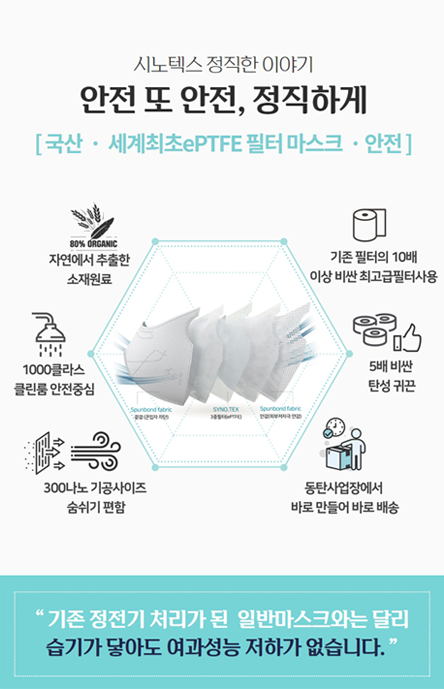 시노텍스 정직한 이야기
안전 또 안전, 정직하게
[ 국산 · 세계최초ePTFE 필터 마스크 · 안전 ]
80% ORGANIC
자연에서 추출한
소재원료
기존 필터의 10배
이상 비싼 최고급필터사용
1000클라스
클린룸 안전중심
5배 비싼
탄성 귀끈
Spunbond fabric
SYNO.TEX
3중필터(ePTFE)
Spunbond fabric
300나노 기공사이즈
숨쉬기 편함
동탄사업장에서
바로 만들어 바로 배송
“ 기존 정전기 처리가 된 일반마스크와는 달리
습기가 닿아도 여과성능 저하가 없습니다. ”